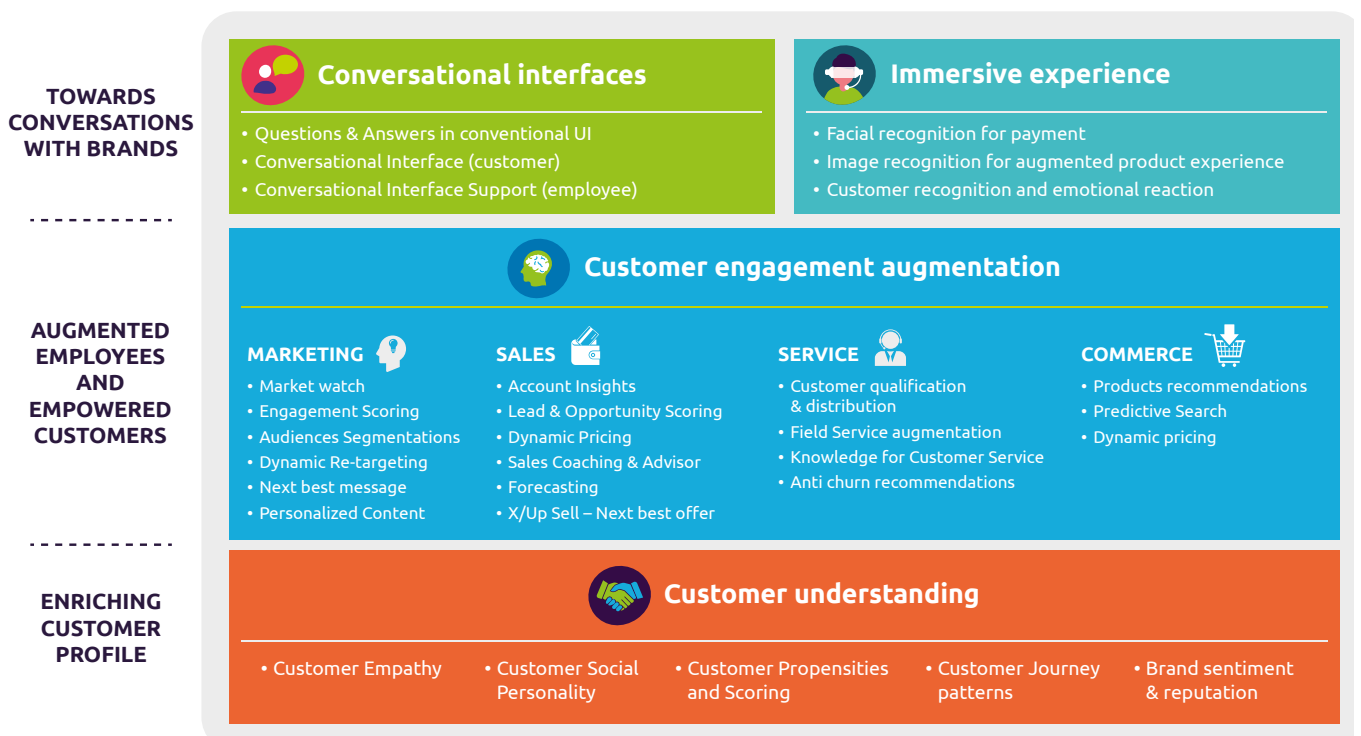 TOWARDS
CONVERSATIONS
WITH BRANDS
Conversational interfaces
• Questions & Answers in conventional UI
• Conversational Interface (customer)
• Conversational Interface Support (employee)
Immersive experience
• Facial recognition for payment
• Image recognition for augmented product experience
• Customer recognition and emotional reaction
AUGMENTED
EMPLOYEES
AND
EMPOWERED
CUSTOMERS
Customer engagement augmentation
MARKETING
• Market watch
• Engagement Scoring
• Audiences Segmentations
• Dynamic Re-targeting
• Next best message
• Personalized Content
SALES
• Account Insights
• Lead & Opportunity Scoring
• Dynamic Pricing
• Sales Coaching & Advisor
• Forecasting
• X/Up Sell – Next best offer
SERVICE
• Customer qualification
& distribution
• Field Service augmentation
• Knowledge for Customer Service
• Anti churn recommendations
COMMERCE
• Products recommendations
• Predictive Search
• Dynamic pricing
ENRICHING
CUSTOMER
PROFILE
Customer understanding
• Customer Empathy
• Customer Social
Personality
• Customer Propensities
and Scoring
• Customer Journey
patterns
• Brand sentiment
& reputation